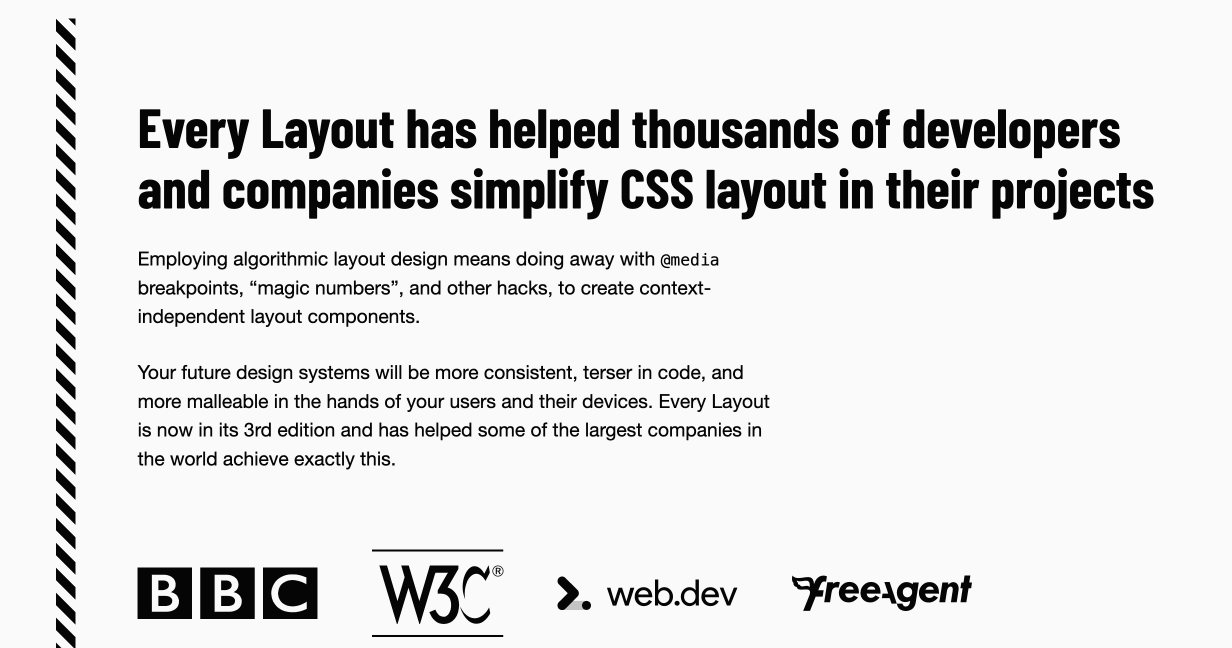 Every Layout has helped thousands of developers
and companies simplify CSS layout in their projects
Employing algorithmic layout design means doing away with @media
breakpoints, “magic numbers”, and other hacks, to create context-
independent layout components.
Your future design systems will be more consistent, terser in code, and
more malleable in the hands of your users and their devices. Every Layout
is now in its 3rd edition and has helped some of the largest companies in
the world achieve exactly this.
BBC W3C® web.dev freeagent